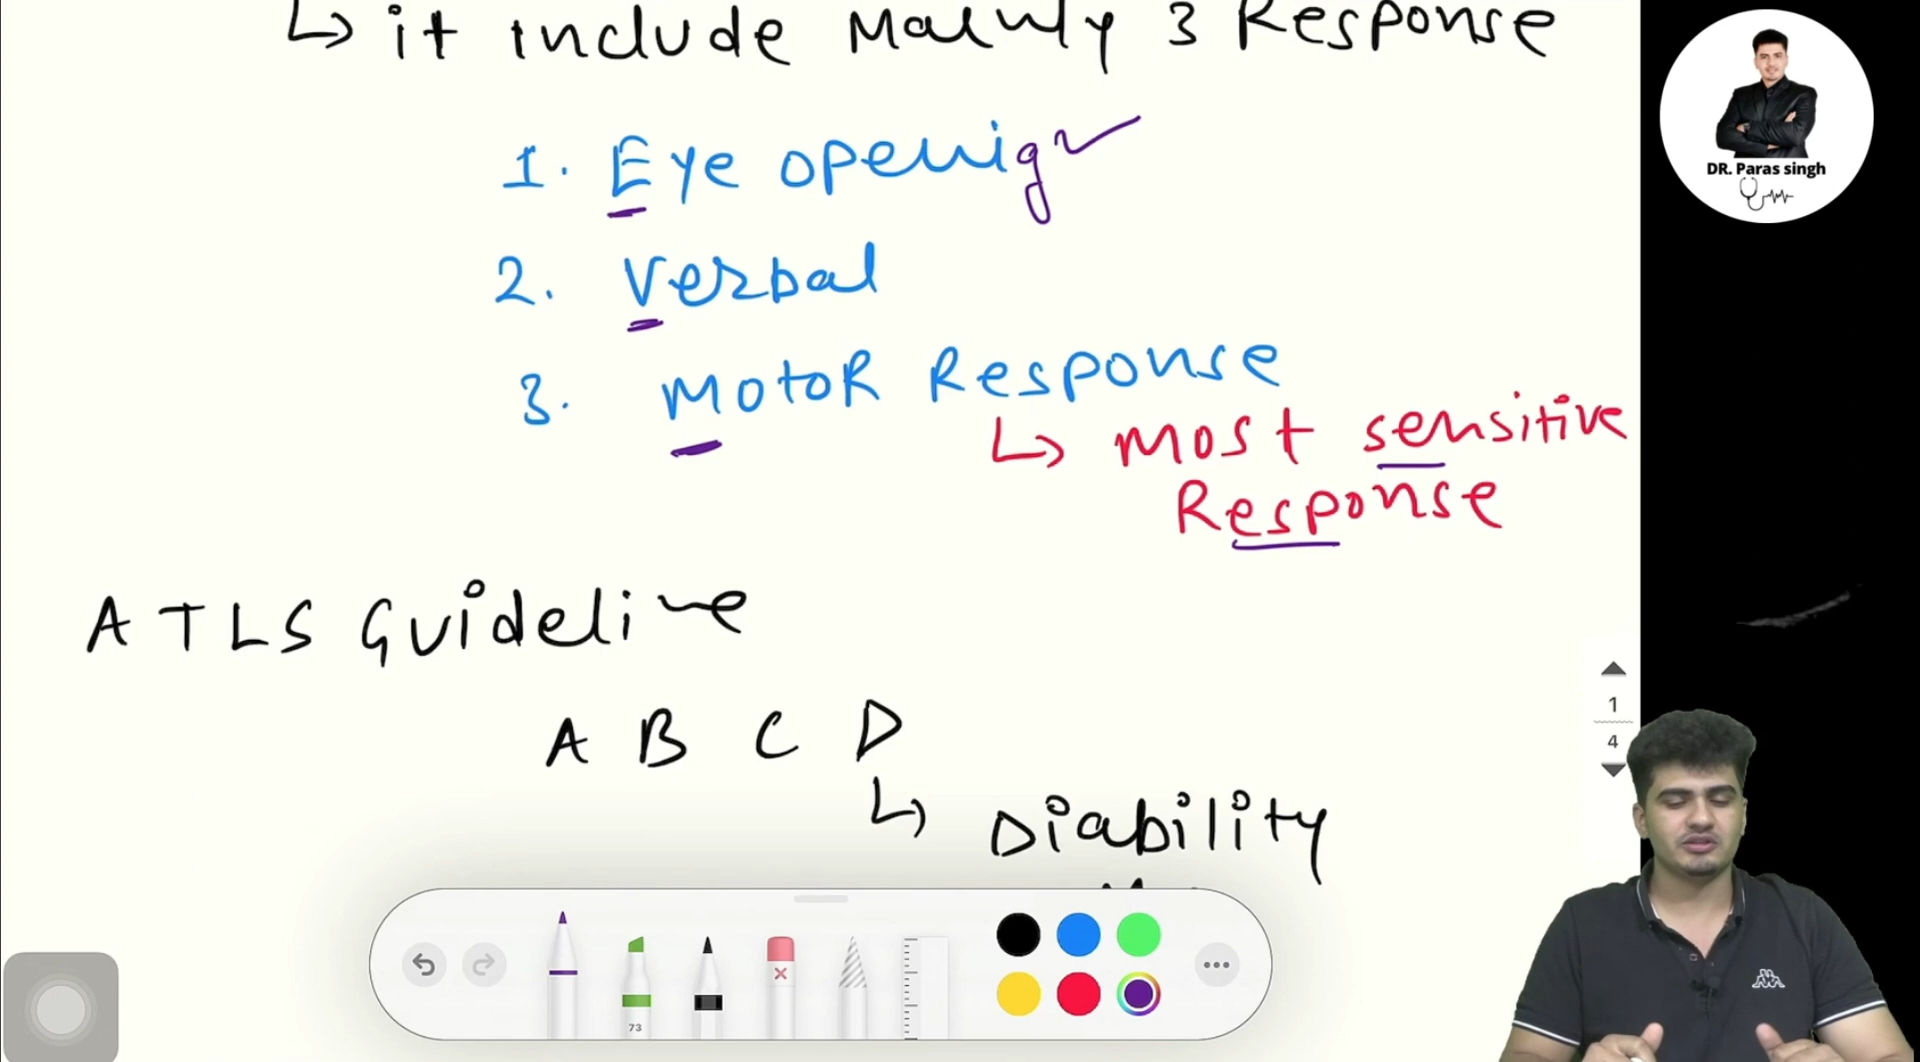 ↳ it include Mainly 3 Response
DR. Paras singh
1. Eye openig
2. Verbal
3. Motor Response
↳ most sensitive
Response
ATLS Guideline
A B C D
↳ Diability
1
4
73